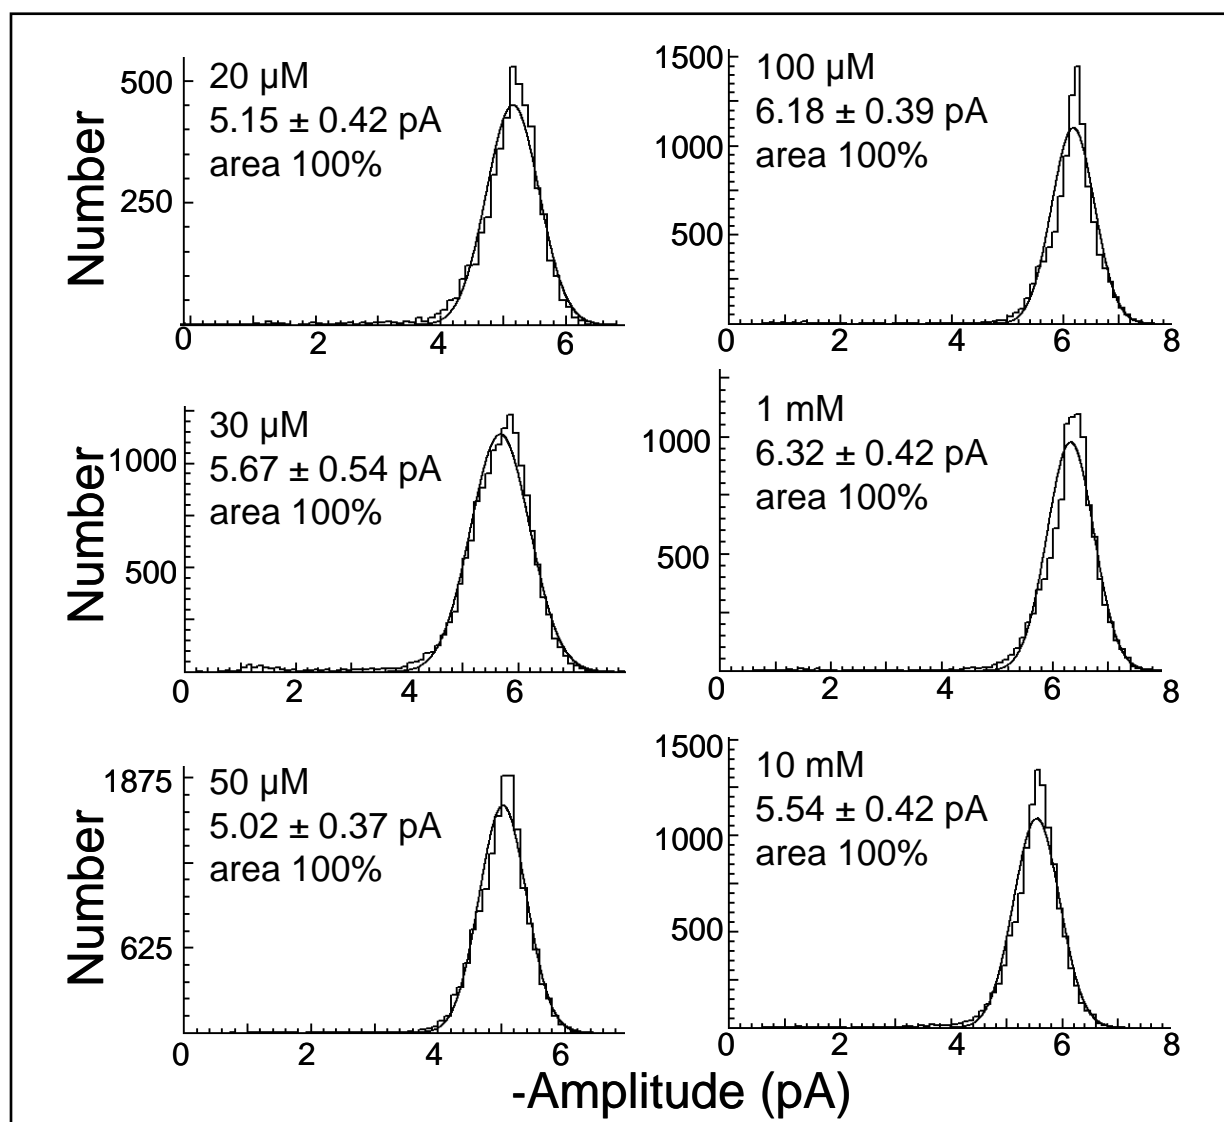 20 µM
5.15 ± 0.42 pA
area 100%
Number
500
250
0
2
4
6
100 µM
6.18 ± 0.39 pA
area 100%
1500
1000
500
0
2
4
6
8
30 µM
5.67 ± 0.54 pA
area 100%
Number
1000
500
0
2
4
6
1 mM
6.32 ± 0.42 pA
area 100%
1000
500
0
2
4
6
8
50 µM
5.02 ± 0.37 pA
area 100%
Number
1875
625
0
2
4
6
10 mM
5.54 ± 0.42 pA
area 100%
1500
1000
500
0
2
4
6
8
-Amplitude (pA)